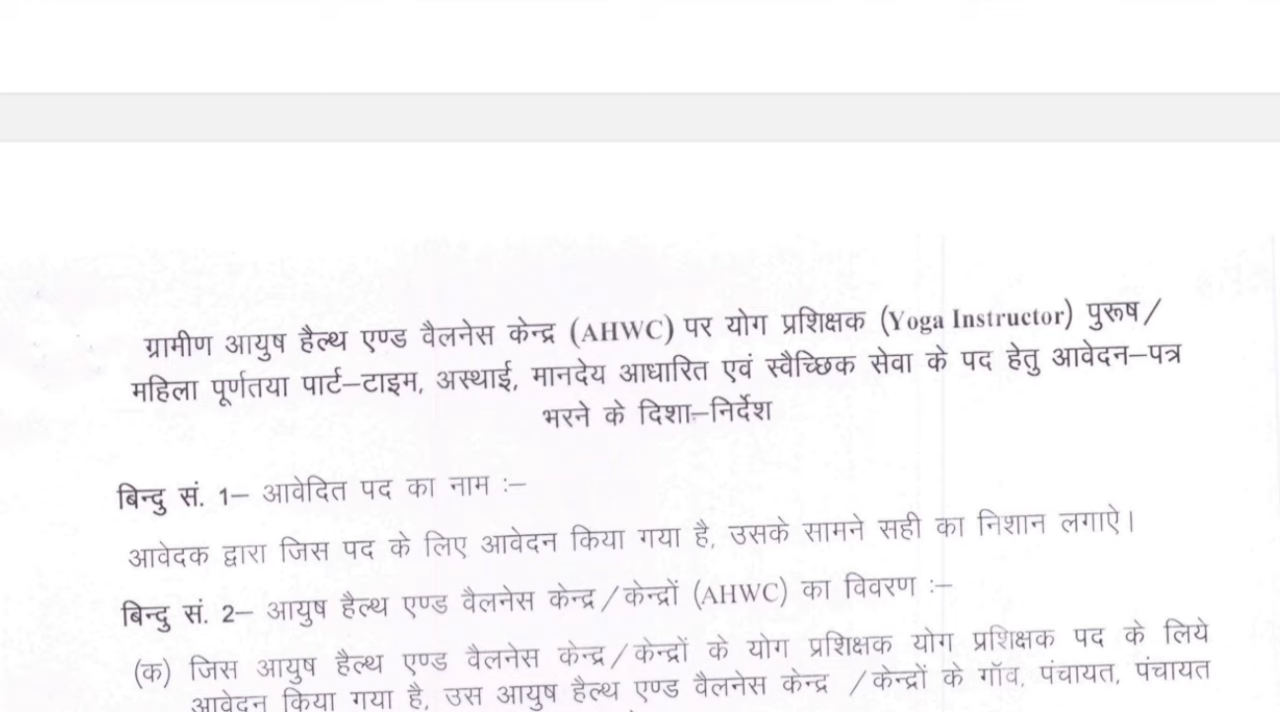 ग्रामीण आयुष हैल्थ एण्ड वैलनेस केन्द्र (AHWC) पर योग प्रशिक्षक (Yoga Instructor) पुरूष/
महिला पूर्णतया पार्ट–टाइम, अस्थाई, मानदेय आधारित एवं स्वैच्छिक सेवा के पद हेतु आवेदन–पत्र
भरने के दिशा–निर्देश
बिन्दु सं. 1– आवेदित पद का नाम :–
आवेदक द्वारा जिस पद के लिए आवेदन किया गया है, उसके सामने सही का निशान लगाऐ।
बिन्दु सं. 2– आयुष हैल्थ एण्ड वैलनेस केन्द्र/केन्द्रों (AHWC) का विवरण :–
(क) जिस आयुष हैल्थ एण्ड वैलनेस केन्द्र/केन्द्रों के योग प्रशिक्षक योग प्रशिक्षक पद के लिये
आवेदन किया गया है, उस आयुष हैल्थ एण्ड वैलनेस केन्द्र /केन्द्रों के गॉव, पंचायत, पंचायत